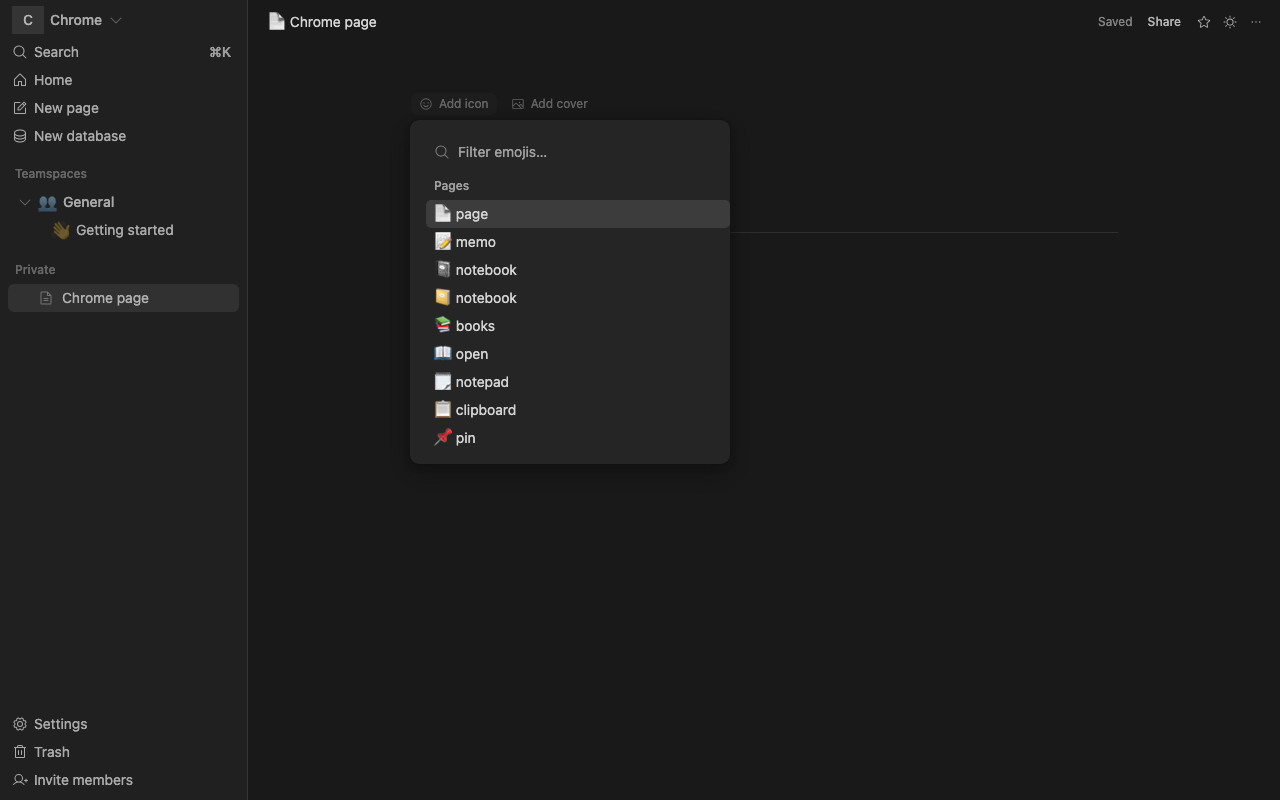 C Chrome
Search ⌘K
Home
New page
New database
Teamspaces
General
Getting started
Private
Chrome page
Settings
Trash
Invite members
Chrome page
Saved Share
Add icon Add cover
Filter emojis...
Pages
page
memo
notebook
notebook
books
open
notepad
clipboard
pin